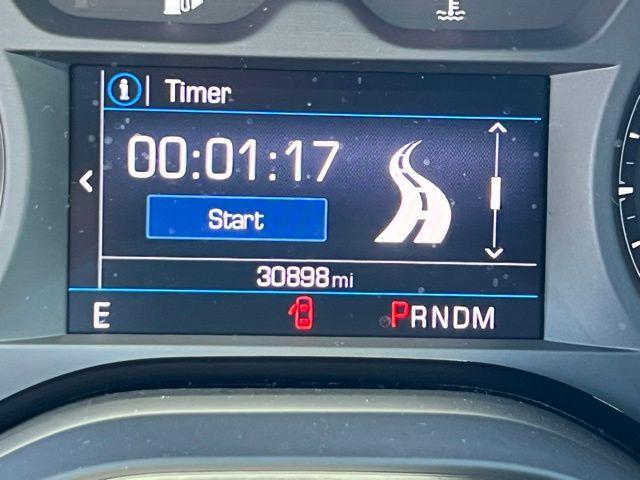 i | Timer
00:01:17
Start
30898 mi
E PRNDM